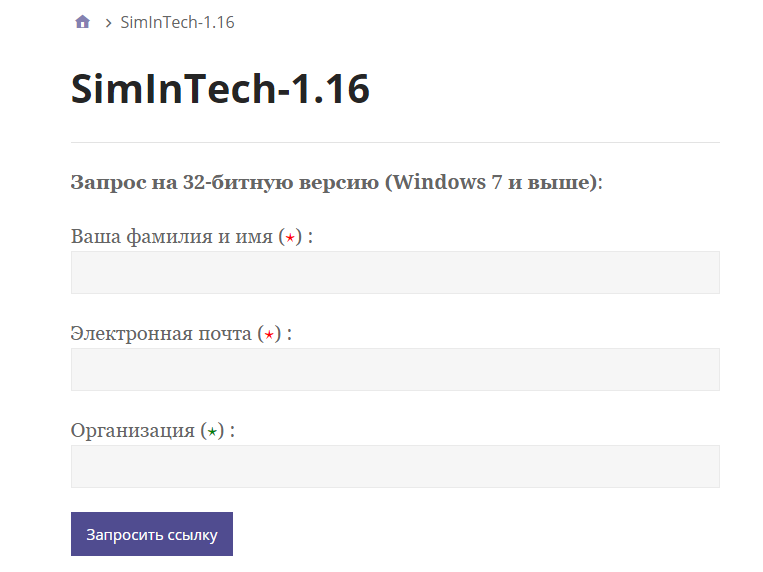 > SimInTech-1.16
SimInTech-1.16
Запрос на 32-битную версию (Windows 7 и выше):
Ваша фамилия и имя (*) :
Электронная почта (*) :
Организация (*) :
Запросить ссылку